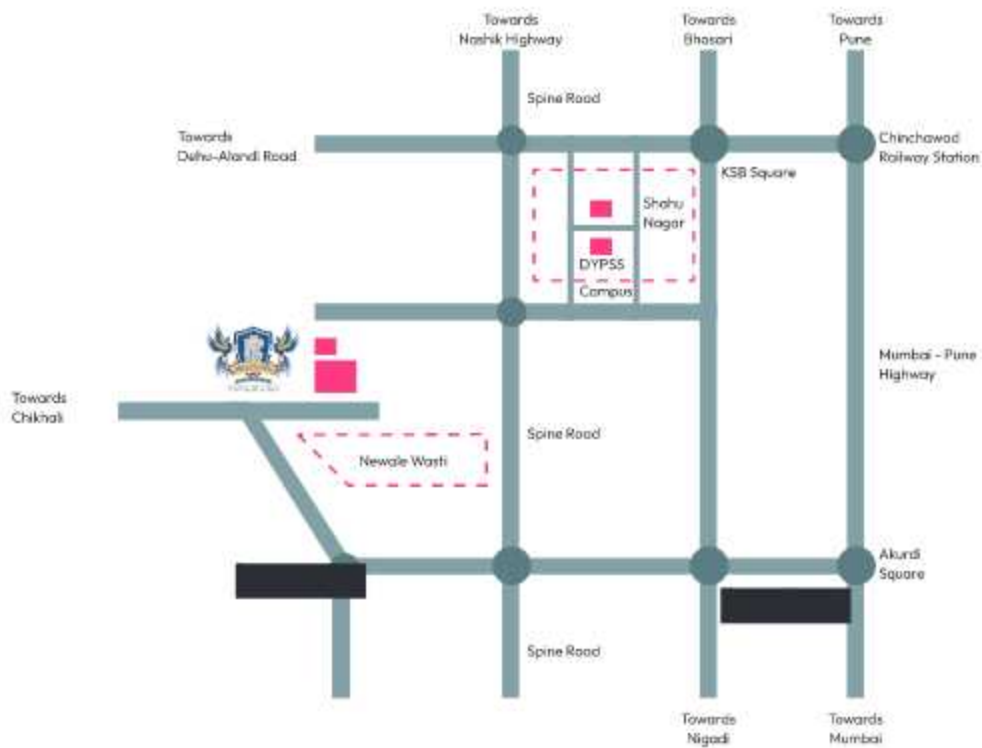 Towards
Nashik Highway
Towards
Bhosari
Towards
Pune
Spine Road
Towards
Dehu-Alandi Road
Chinchawad
Railway Station
KSB Square
Shahu
Nagar
DYPSS
Campus
Mumbai - Pune
Highway
Towards
Chikhali
Spine Road
Newale Wasti
Akurdi
Square
Spine Road
Towards
Nigadi
Towards
Mumbai